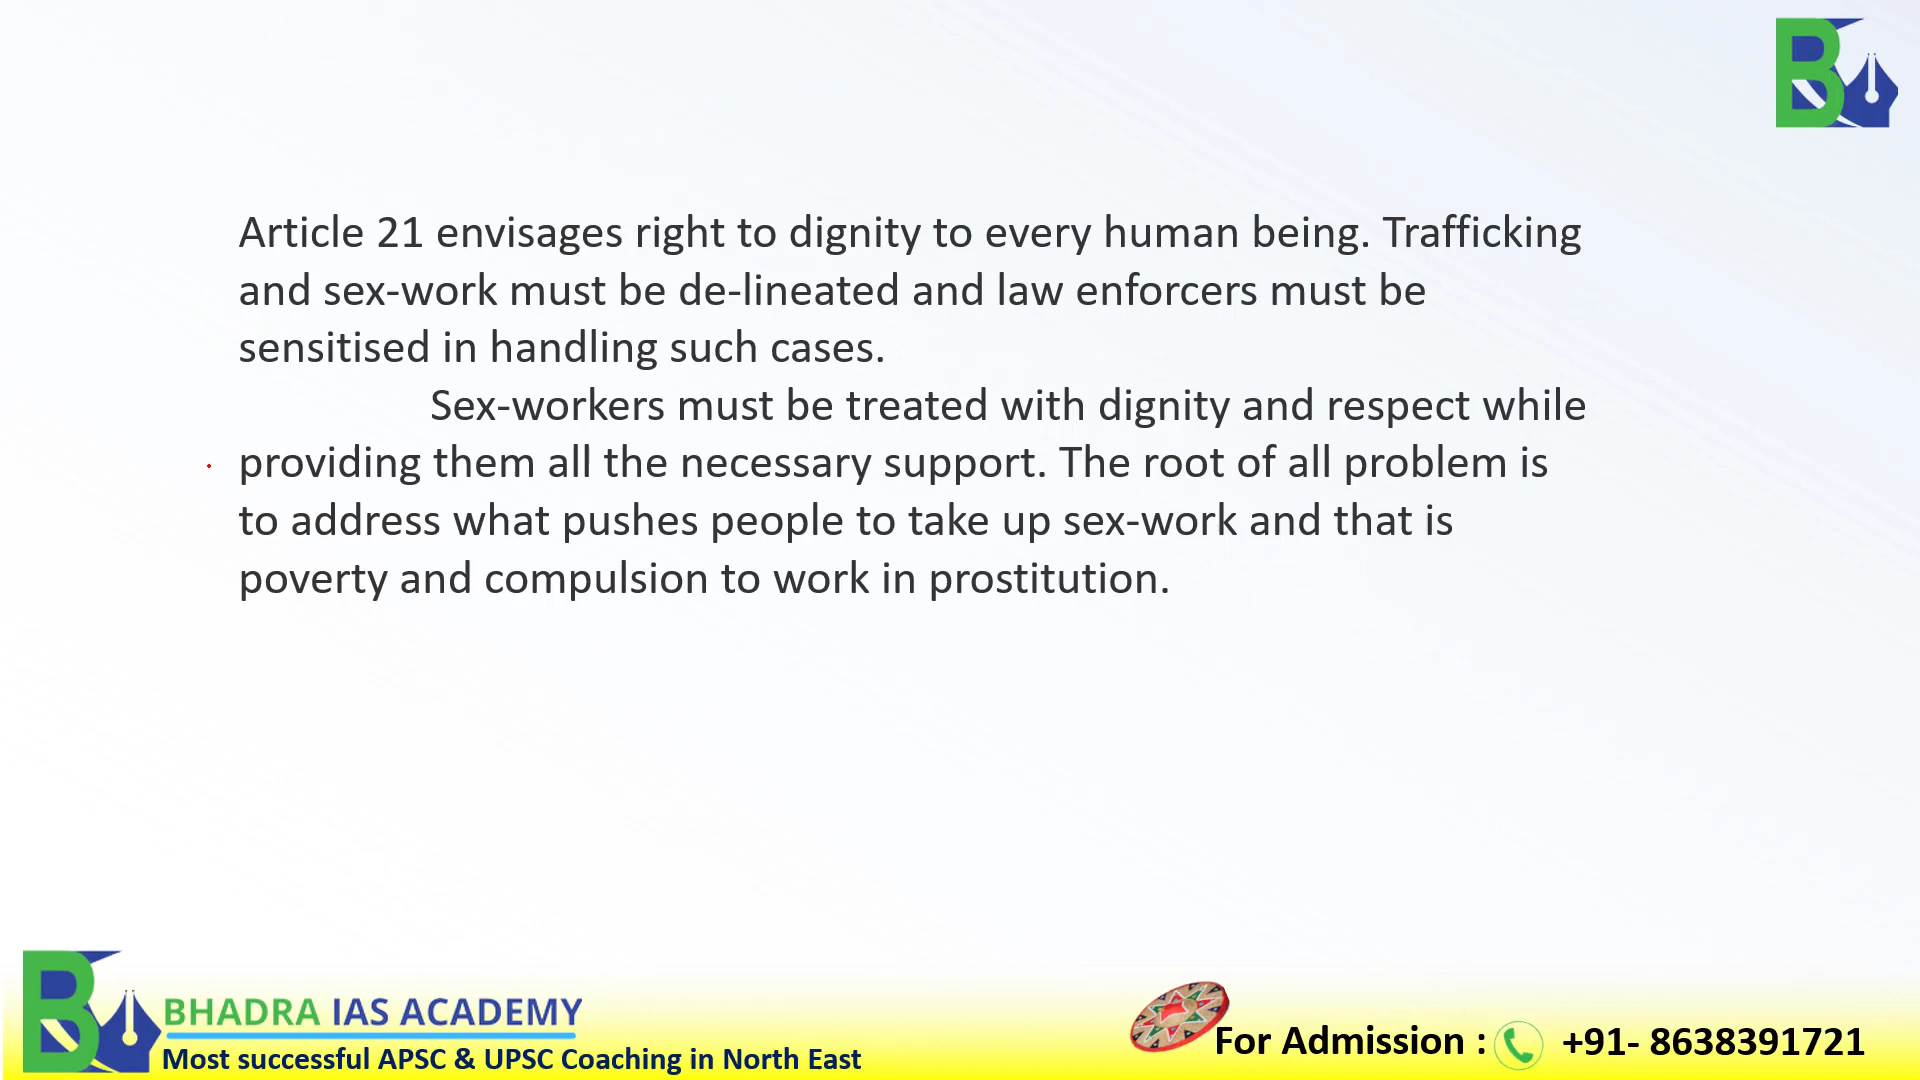 Article 21 envisages right to dignity to every human being. Trafficking
and sex-work must be de-lineated and law enforcers must be
sensitised in handling such cases.
Sex-workers must be treated with dignity and respect while
providing them all the necessary support. The root of all problem is
to address what pushes people to take up sex-work and that is
poverty and compulsion to work in prostitution.
BHADRA IAS ACADEMY
Most successful APSC & UPSC Coaching in North East
For Admission : +91- 8638391721